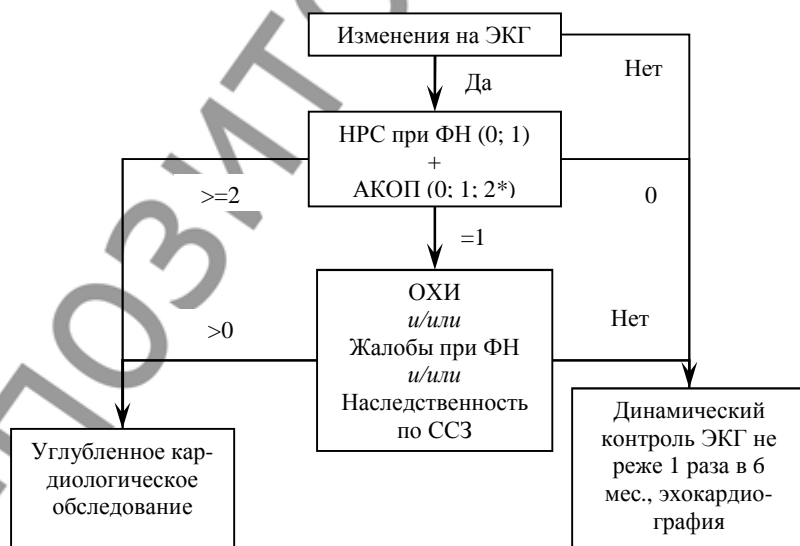 Изменения на ЭКГ
Нет
Да
НРС при ФН (0; 1)
+
АКОП (0; 1; 2*)
>=2
0
=1
ОХИ
и/или
Жалобы при ФН
и/или
Наследственность
по ССЗ
>0
Нет
Углубленное кар-
диологическое
обследование
Динамический
контроль ЭКГ не
реже 1 раза в 6
мес., эхокардио-
графия
ПОЗИТО